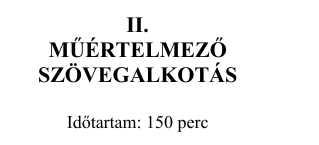 II.
MŰÉRTELMEZŐ
SZÖVEGALKOTÁS
Időtartam: 150 perc